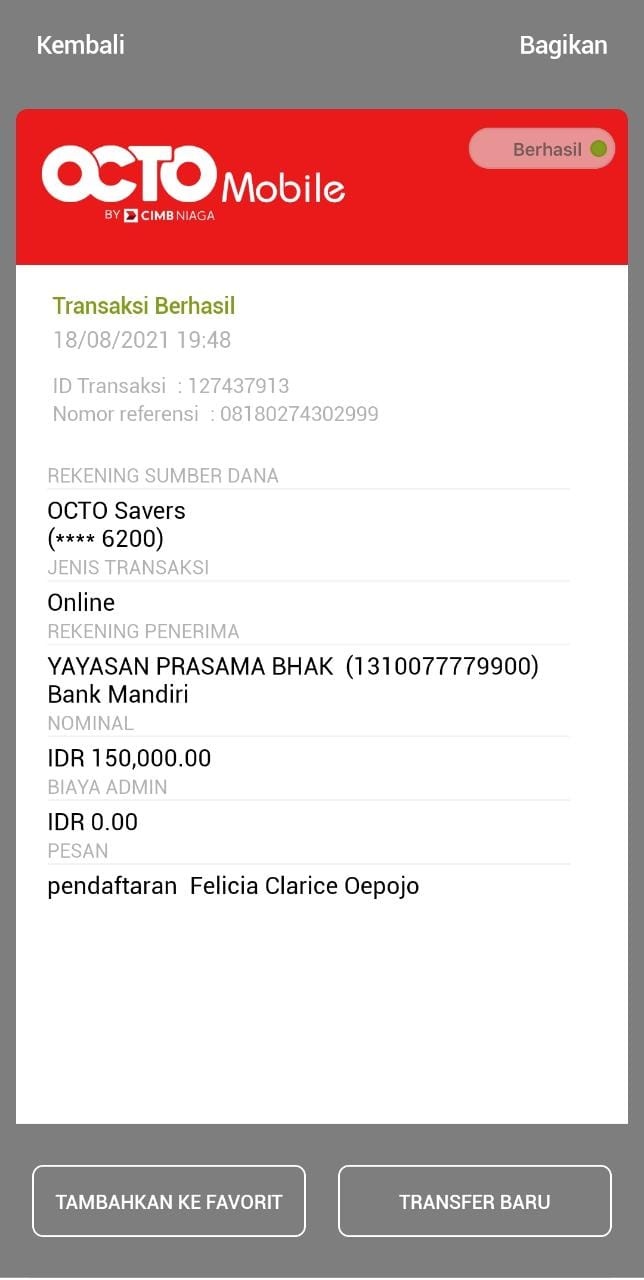 Kembali
Bagikan
Berhasil
OCTO Mobile
BY CIMB NIAGA
Transaksi Berhasil
18/08/2021 19:48
ID Transaksi : 127437913
Nomor referensi : 08180274302999
REKENING SUMBER DANA
OCTO Savers
(**** 6200)
JENIS TRANSAKSI
Online
REKENING PENERIMA
YAYASAN PRASAMA BHAK (1310077779900)
Bank Mandiri
NOMINAL
IDR 150,000.00
BIAYA ADMIN
IDR 0.00
PESAN
pendaftaran Felicia Clarice Oepojo
TAMBAHKAN KE FAVORIT
TRANSFER BARU